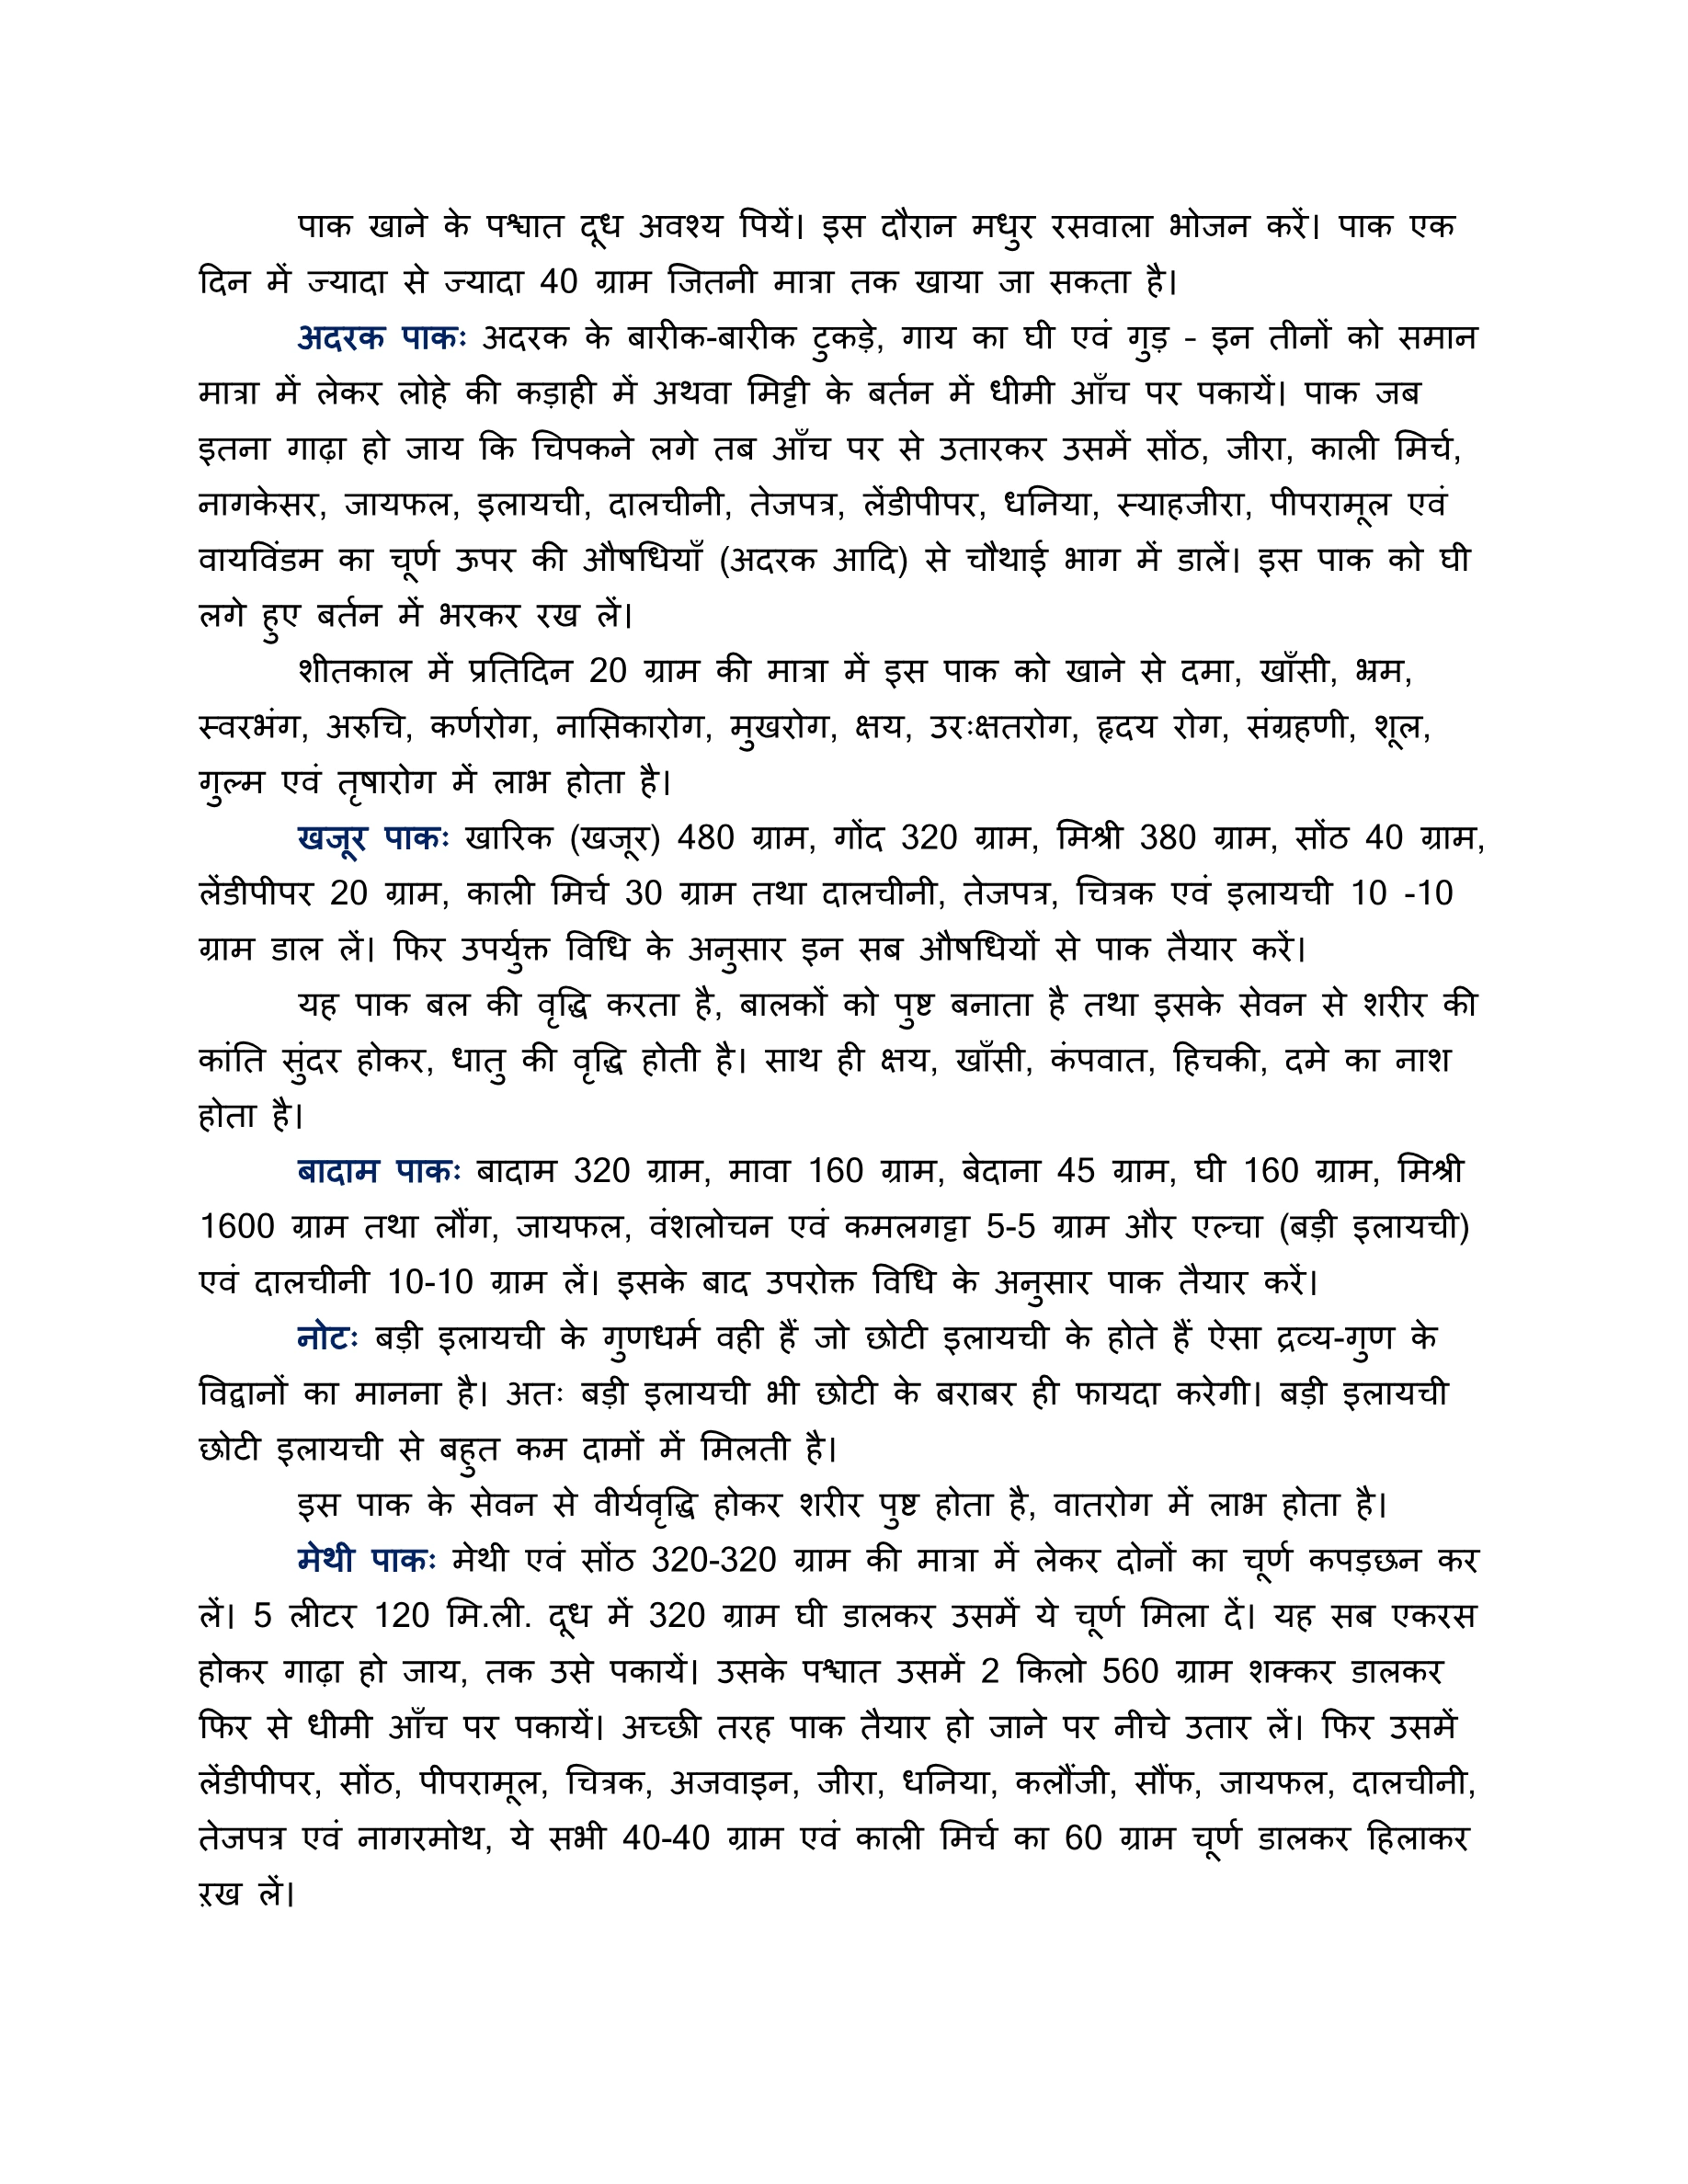 पाक खाने के पश्चात दूध अवश्य पियें। इस दौरान मधुर रसवाला भोजन करें। पाक एक
दिन में ज्यादा से ज्यादा 40 ग्राम जितनी मात्रा तक खाया जा सकता है।
अदरक पाकः अदरक के बारीक-बारीक टुकड़े, गाय का घी एवं गुड़ – इन तीनों को समान
मात्रा में लेकर लोहे की कड़ाही में अथवा मिट्टी के बर्तन में धीमी आँच पर पकायें। पाक जब
इतना गाढ़ा हो जाय कि चिपकने लगे तब आँच पर से उतारकर उसमें सोंठ, जीरा, काली मिर्च,
नागकेसर, जायफल, इलायची, दालचीनी, तेजपत्र, लेंडीपीपर, धनिया, स्याहजीरा, पीपरामूल एवं
वायविंडम का चूर्ण ऊपर की औषधियाँ (अदरक आदि) से चौथाई भाग में डालें। इस पाक को घी
लगे हुए बर्तन में भरकर रख लें।
शीतकाल में प्रतिदिन 20 ग्राम की मात्रा में इस पाक को खाने से दमा, खाँसी, भ्रम,
स्वरभंग, अरुचि, कर्णरोग, नासिकारोग, मुखरोग, क्षय, उरःक्षतरोग, हृदय रोग, संग्रहणी, शूल,
गुल्म एवं तृषारोग में लाभ होता है।
खजूर पाकः खारिक (खजूर) 480 ग्राम, गोंद 320 ग्राम, मिश्री 380 ग्राम, सोंठ 40 ग्राम,
लेंडीपीपर 20 ग्राम, काली मिर्च 30 ग्राम तथा दालचीनी, तेजपत्र, चित्रक एवं इलायची 10 -10
ग्राम डाल लें। फिर उपर्युक्त विधि के अनुसार इन सब औषधियों से पाक तैयार करें।
यह पाक बल की वृद्धि करता है, बालकों को पुष्ट बनाता है तथा इसके सेवन से शरीर की
कांति सुंदर होकर, धातु की वृद्धि होती है। साथ ही क्षय, खाँसी, कंपवात, हिचकी, दमे का नाश
होता है।
बादाम पाकः बादाम 320 ग्राम, मावा 160 ग्राम, बेदाना 45 ग्राम, घी 160 ग्राम, मिश्री
1600 ग्राम तथा लौंग, जायफल, वंशलोचन एवं कमलगट्टा 5-5 ग्राम और एल्चा (बड़ी इलायची)
एवं दालचीनी 10-10 ग्राम लें। इसके बाद उपरोक्त विधि के अनुसार पाक तैयार करें।
नोटः बड़ी इलायची के गुणधर्म वही हैं जो छोटी इलायची के होते हैं ऐसा द्रव्य-गुण के
विद्वानों का मानना है। अतः बड़ी इलायची भी छोटी के बराबर ही फायदा करेगी। बड़ी इलायची
छोटी इलायची से बहुत कम दामों में मिलती है।
इस पाक के सेवन से वीर्यवृद्धि होकर शरीर पुष्ट होता है, वातरोग में लाभ होता है।
मेथी पाकः मेथी एवं सोंठ 320-320 ग्राम की मात्रा में लेकर दोनों का चूर्ण कपड़छन कर
लें। 5 लीटर 120 मि.ली. दूध में 320 ग्राम घी डालकर उसमें ये चूर्ण मिला दें। यह सब एकरस
होकर गाढ़ा हो जाय, तक उसे पकायें। उसके पश्चात उसमें 2 किलो 560 ग्राम शक्कर डालकर
फिर से धीमी आँच पर पकायें। अच्छी तरह पाक तैयार हो जाने पर नीचे उतार लें। फिर उसमें
लेंडीपीपर, सोंठ, पीपरामूल, चित्रक, अजवाइन, जीरा, धनिया, कलौंजी, सौंफ, जायफल, दालचीनी,
तेजपत्र एवं नागरमोथ, ये सभी 40-40 ग्राम एवं काली मिर्च का 60 ग्राम चूर्ण डालकर हिलाकर
ऱख लें।